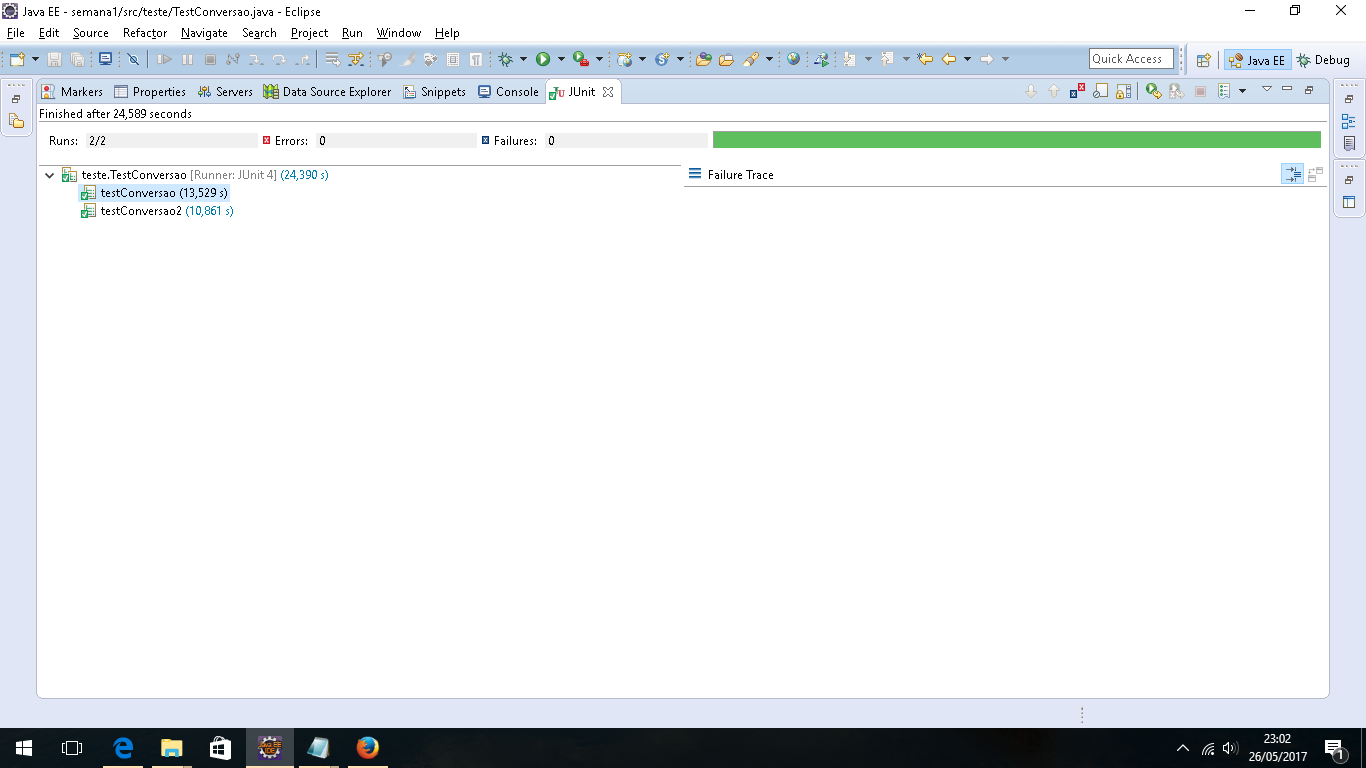 Java EE - semana1/src/teste/TestConversao.java - Eclipse
File Edit Source Refactor Navigate Search Project Run Window Help
Quick Access Java EE Debug
Markers Properties Servers Data Source Explorer Snippets Console JUnit
Finished after 24,589 seconds
Runs: 2/2 Errors: 0 Failures: 0
teste.TestConversao [Runner: JUnit 4] (24,390 s) Failure Trace
testConversao (13,529 s)
testConversao2 (10,861 s)
23:02
26/05/2017
1